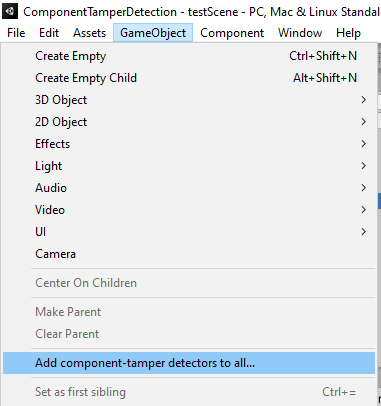 ComponentTamperDetection - testScene - PC, Mac & Linux Standal
File Edit Assets GameObject Component Window Help
Create Empty Ctrl+Shift+N
Create Empty Child Alt+Shift+N
3D Object
2D Object
Effects
Light
Audio
Video
UI
Camera
Center On Children
Make Parent
Clear Parent
Add component-tamper detectors to all...
Set as first sibling Ctrl+=